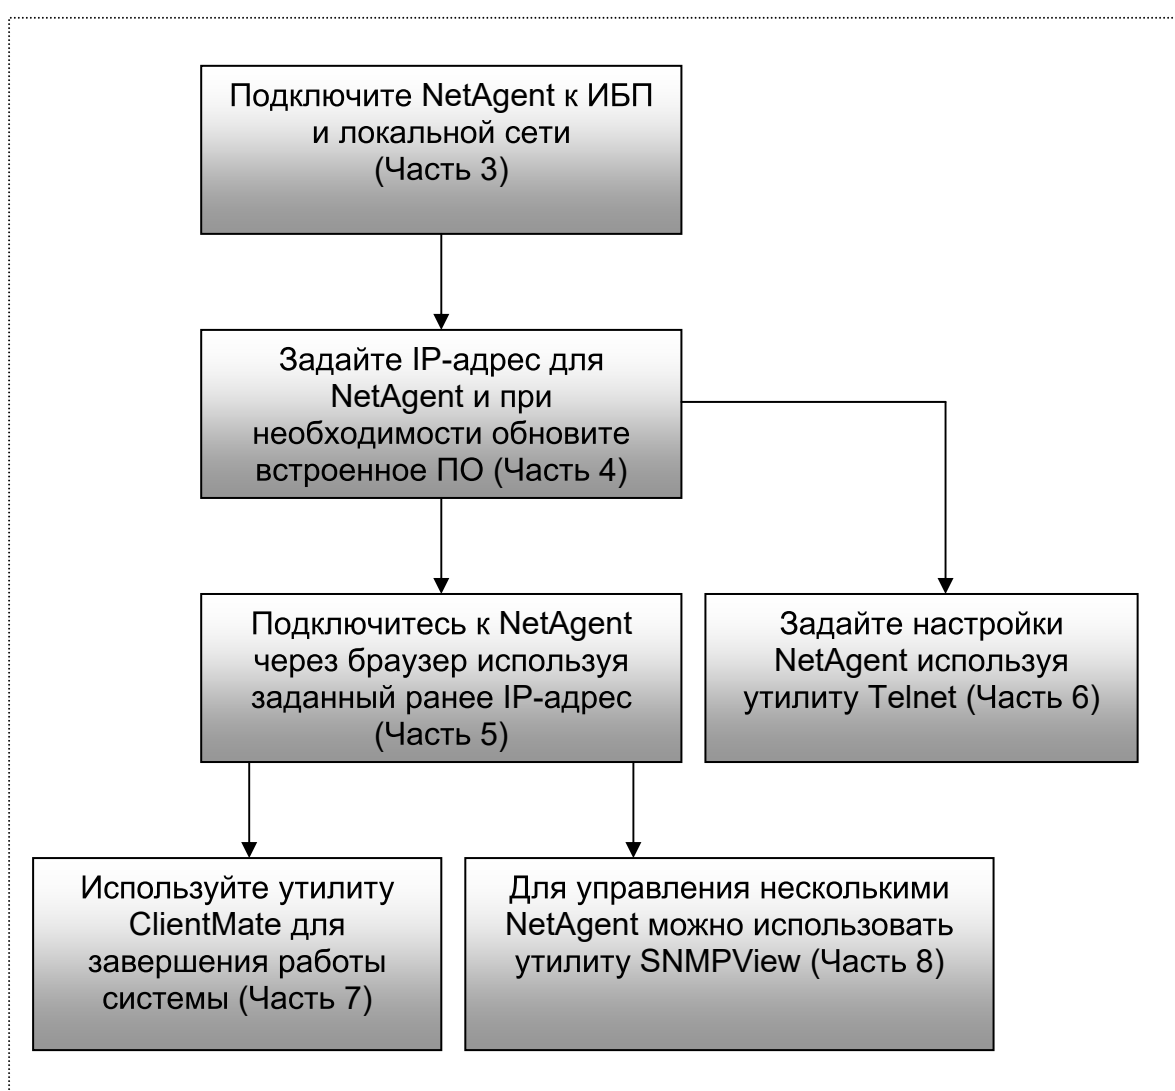 Подключите NetAgent к ИБП
и локальной сети
(Часть 3)
Задайте IP-адрес для
NetAgent и при
необходимости обновите
встроенное ПО (Часть 4)
Подключитесь к NetAgent
через браузер используя
заданный ранее IP-адрес
(Часть 5)
Задайте настройки
NetAgent используя
утилиту Telnet (Часть 6)
Используйте утилиту
ClientMate для
завершения работы
системы (Часть 7)
Для управления несколькими
NetAgent можно использовать
утилиту SNMPView (Часть 8)